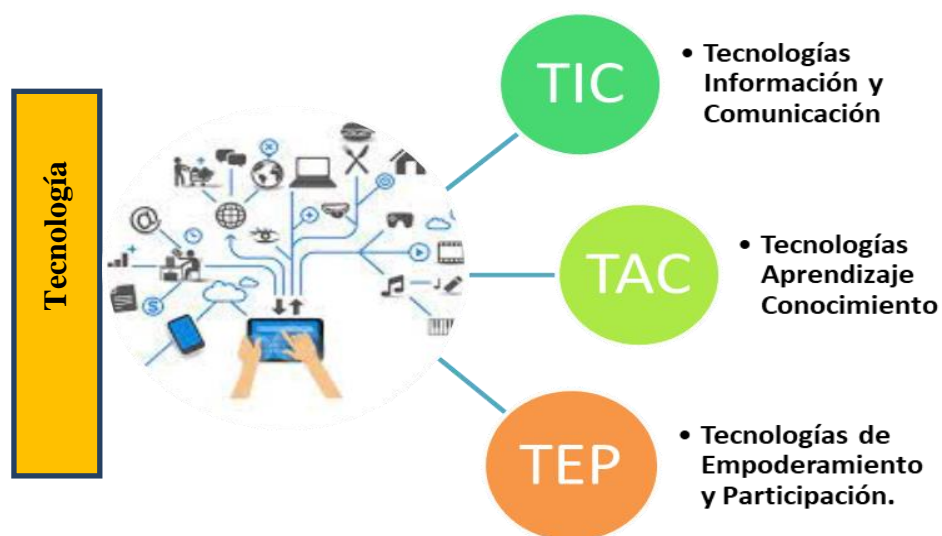 Tecnología
TIC
• Tecnologías
Información y
Comunicación
TAC
• Tecnologías
Aprendizaje
Conocimiento
TEP
• Tecnologías de
Empoderamiento
y Participación.